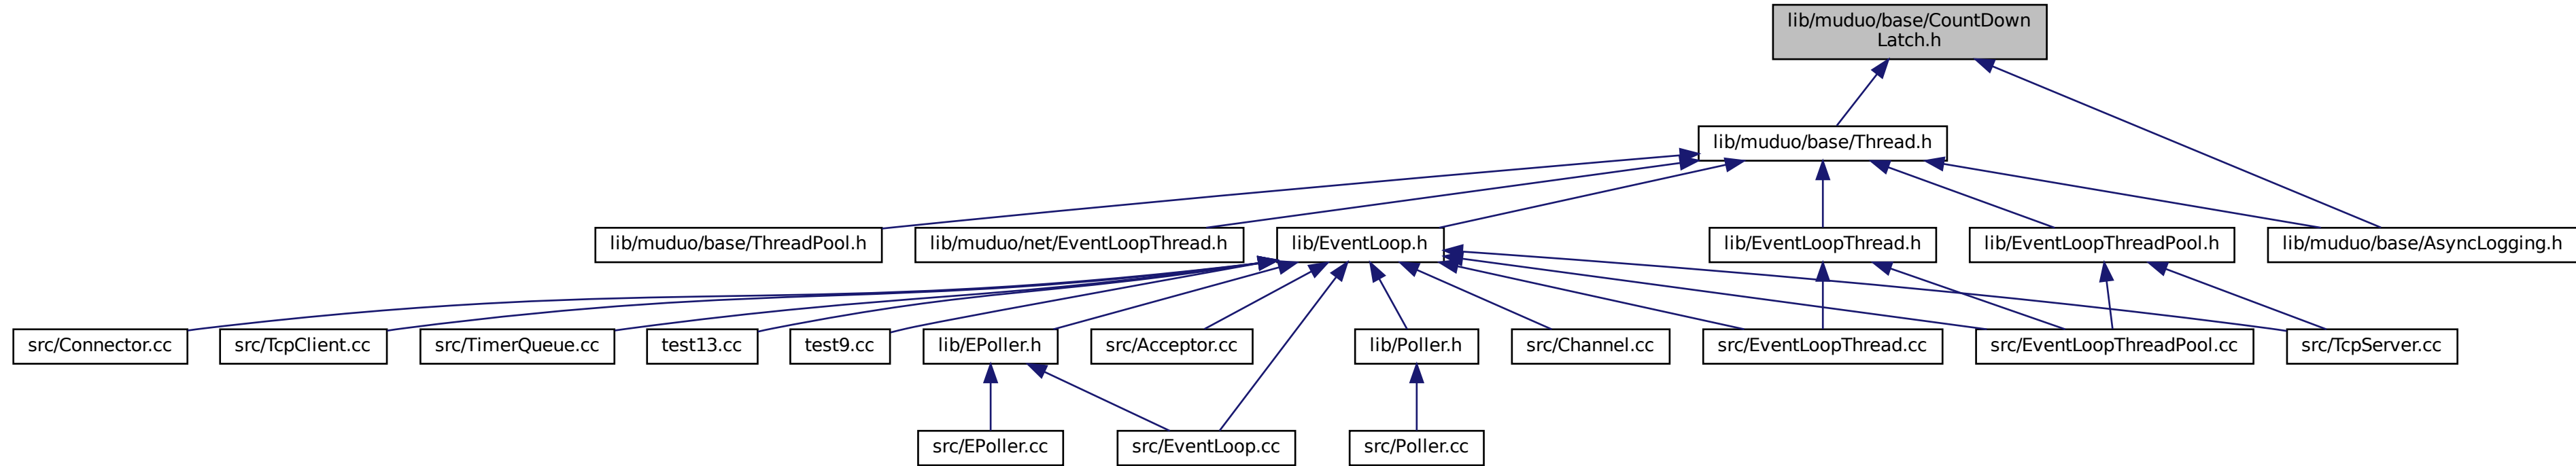 lib/muduo/base/CountDown
Latch.h
lib/muduo/base/Thread.h
lib/muduo/base/ThreadPool.h
lib/muduo/net/EventLoopThread.h
lib/EventLoop.h
lib/EventLoopThread.h
lib/EventLoopThreadPool.h
lib/muduo/base/AsyncLogging.h
src/Connector.cc
src/TcpClient.cc
src/TimerQueue.cc
test13.cc
test9.cc
lib/EPoller.h
src/Acceptor.cc
lib/Poller.h
src/Channel.cc
src/EventLoopThread.cc
src/EventLoopThreadPool.cc
src/TcpServer.cc
src/EPoller.cc
src/EventLoop.cc
src/Poller.cc